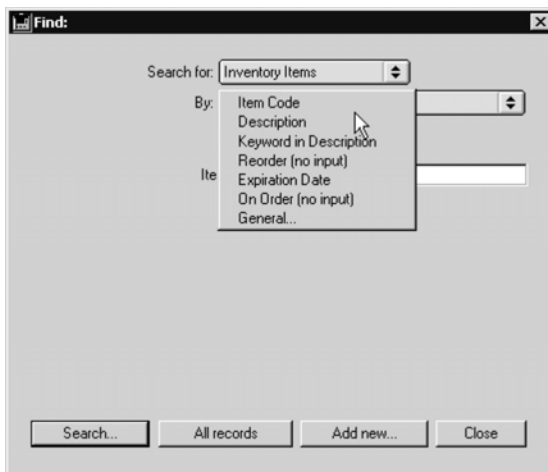 Find:
Search for: Inventory Items
By:
Item Code
Description
Keyword in Description
Reorder (no input)
Ite
Expiration Date
On Order (no input)
General...
Search... All records Add new... Close